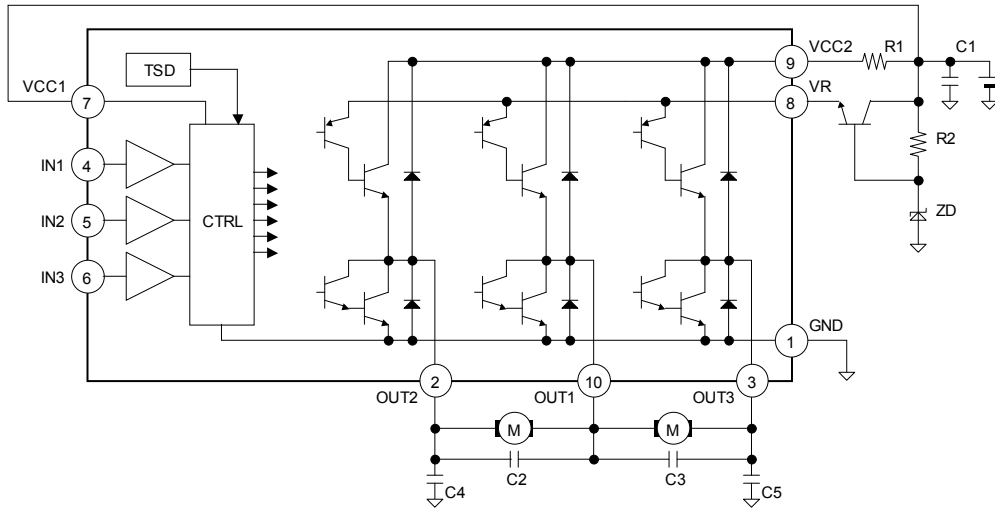 VCC2
R1
C1
TSD
9
VCC1
VR
7
8
R2
IN1
4
IN2
5
CTRL
ZD
IN3
6
GND
1
OUT2
2
OUT1
10
OUT3
3
M
M
C2
C3
C4
C5